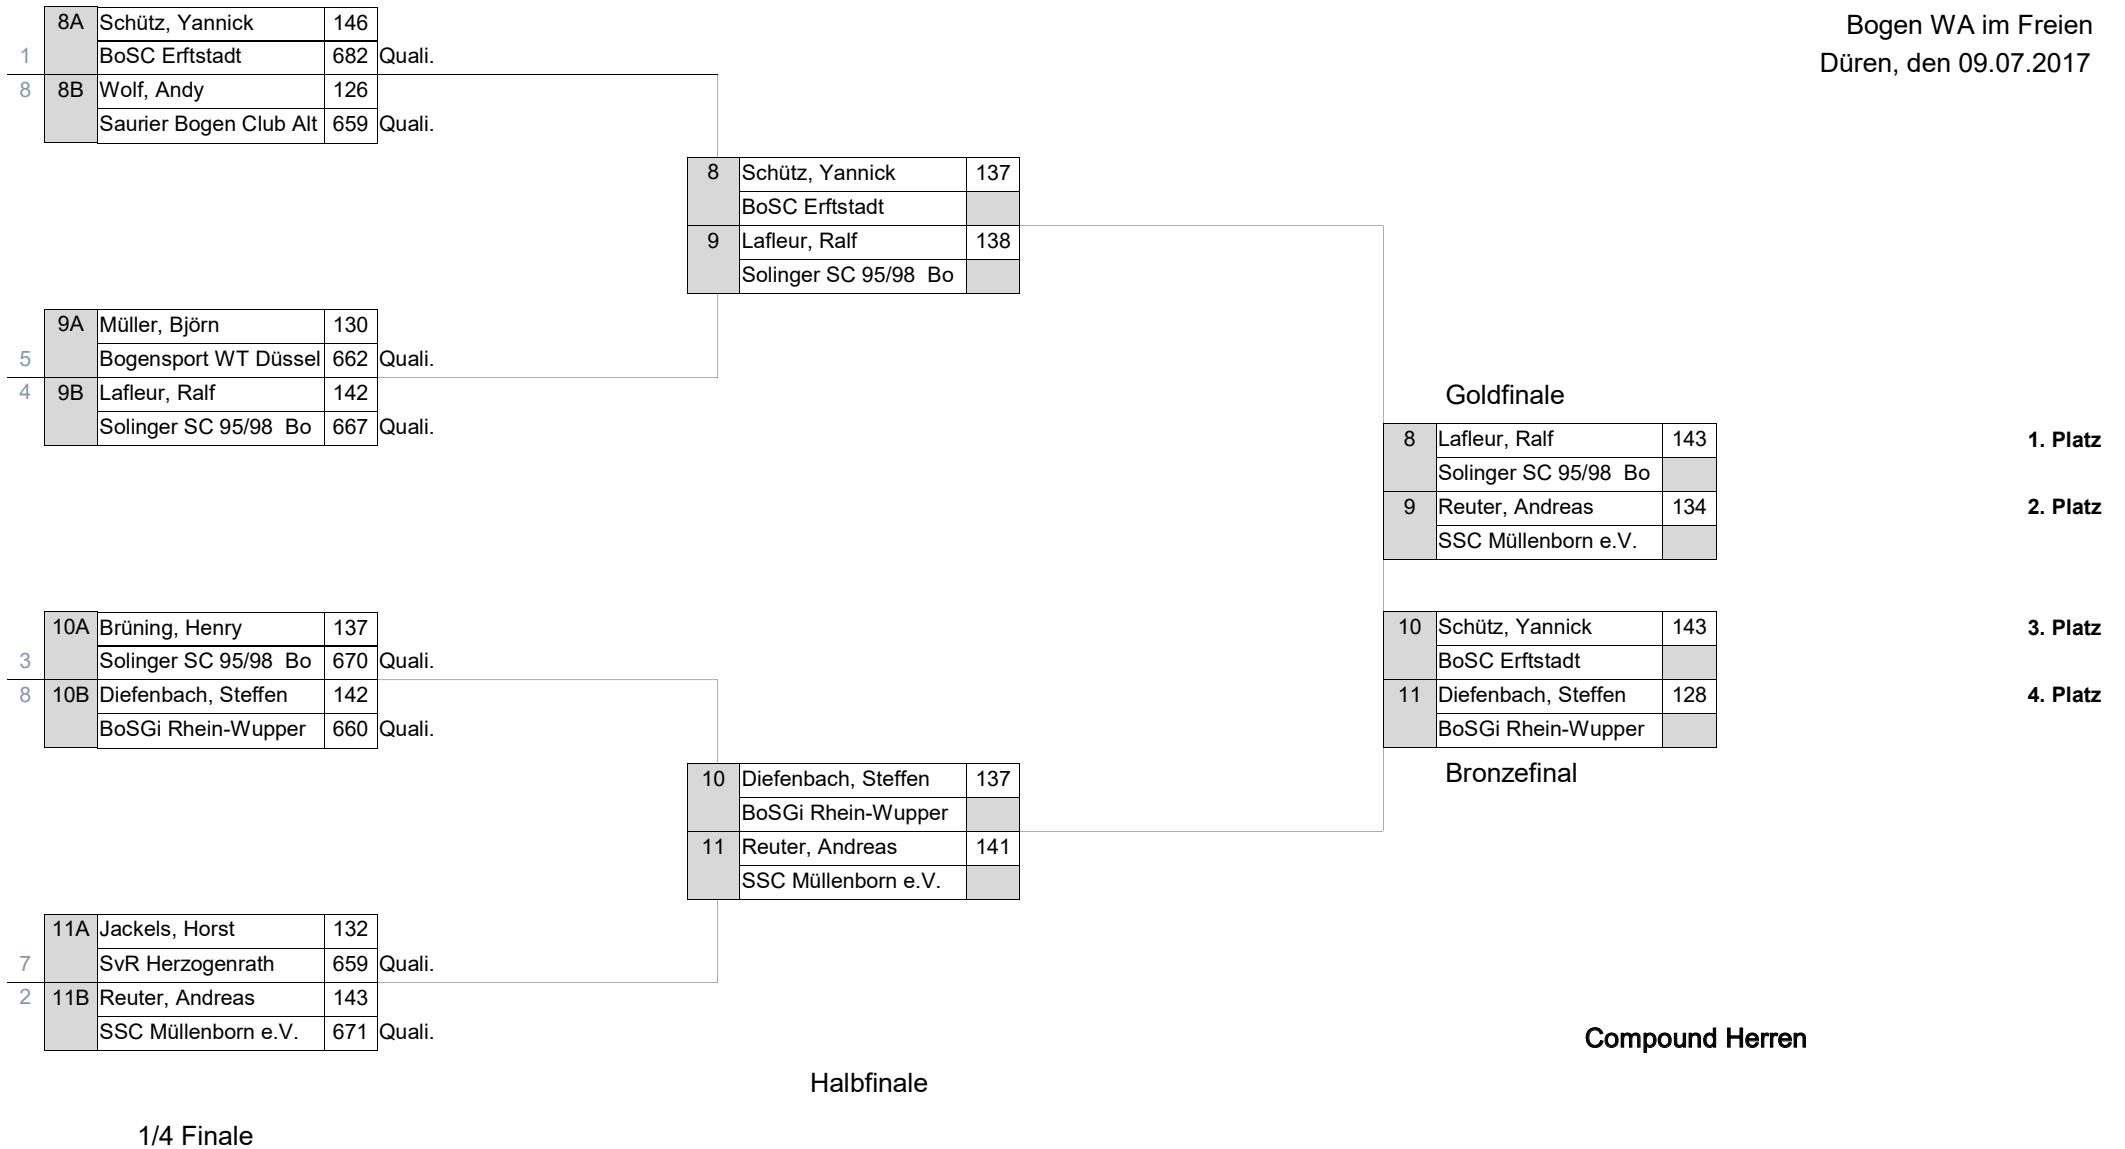 Bogen WA im Freien
Düren, den 09.07.2017
8A Schütz, Yannick 146
1 BoSC Erftstadt 682 Quali.
8 8B Wolf, Andy 126
Saurier Bogen Club Alt 659 Quali.
8 Schütz, Yannick 137
BoSC Erftstadt
9 Lafleur, Ralf 138
Solinger SC 95/98 Bo
9A Müller, Björn 130
5 Bogensport WT Düssel 662 Quali.
4 9B Lafleur, Ralf 142
Solinger SC 95/98 Bo 667 Quali.
Goldfinale
8 Lafleur, Ralf 143 1. Platz
Solinger SC 95/98 Bo
9 Reuter, Andreas 134 2. Platz
SSC Müllenborn e.V.
10A Brüning, Henry 137
3 Solinger SC 95/98 Bo 670 Quali.
8 10B Diefenbach, Steffen 142
BoSGi Rhein-Wupper 660 Quali.
10 Schütz, Yannick 143 3. Platz
BoSC Erftstadt
11 Diefenbach, Steffen 128 4. Platz
BoSGi Rhein-Wupper
Bronzefinal
10 Diefenbach, Steffen 137
BoSGi Rhein-Wupper
11 Reuter, Andreas 141
SSC Müllenborn e.V.
11A Jackels, Horst 132
7 SvR Herzogenrath 659 Quali.
2 11B Reuter, Andreas 143
SSC Müllenborn e.V. 671 Quali.
Compound Herren
Halbfinale
1/4 Finale